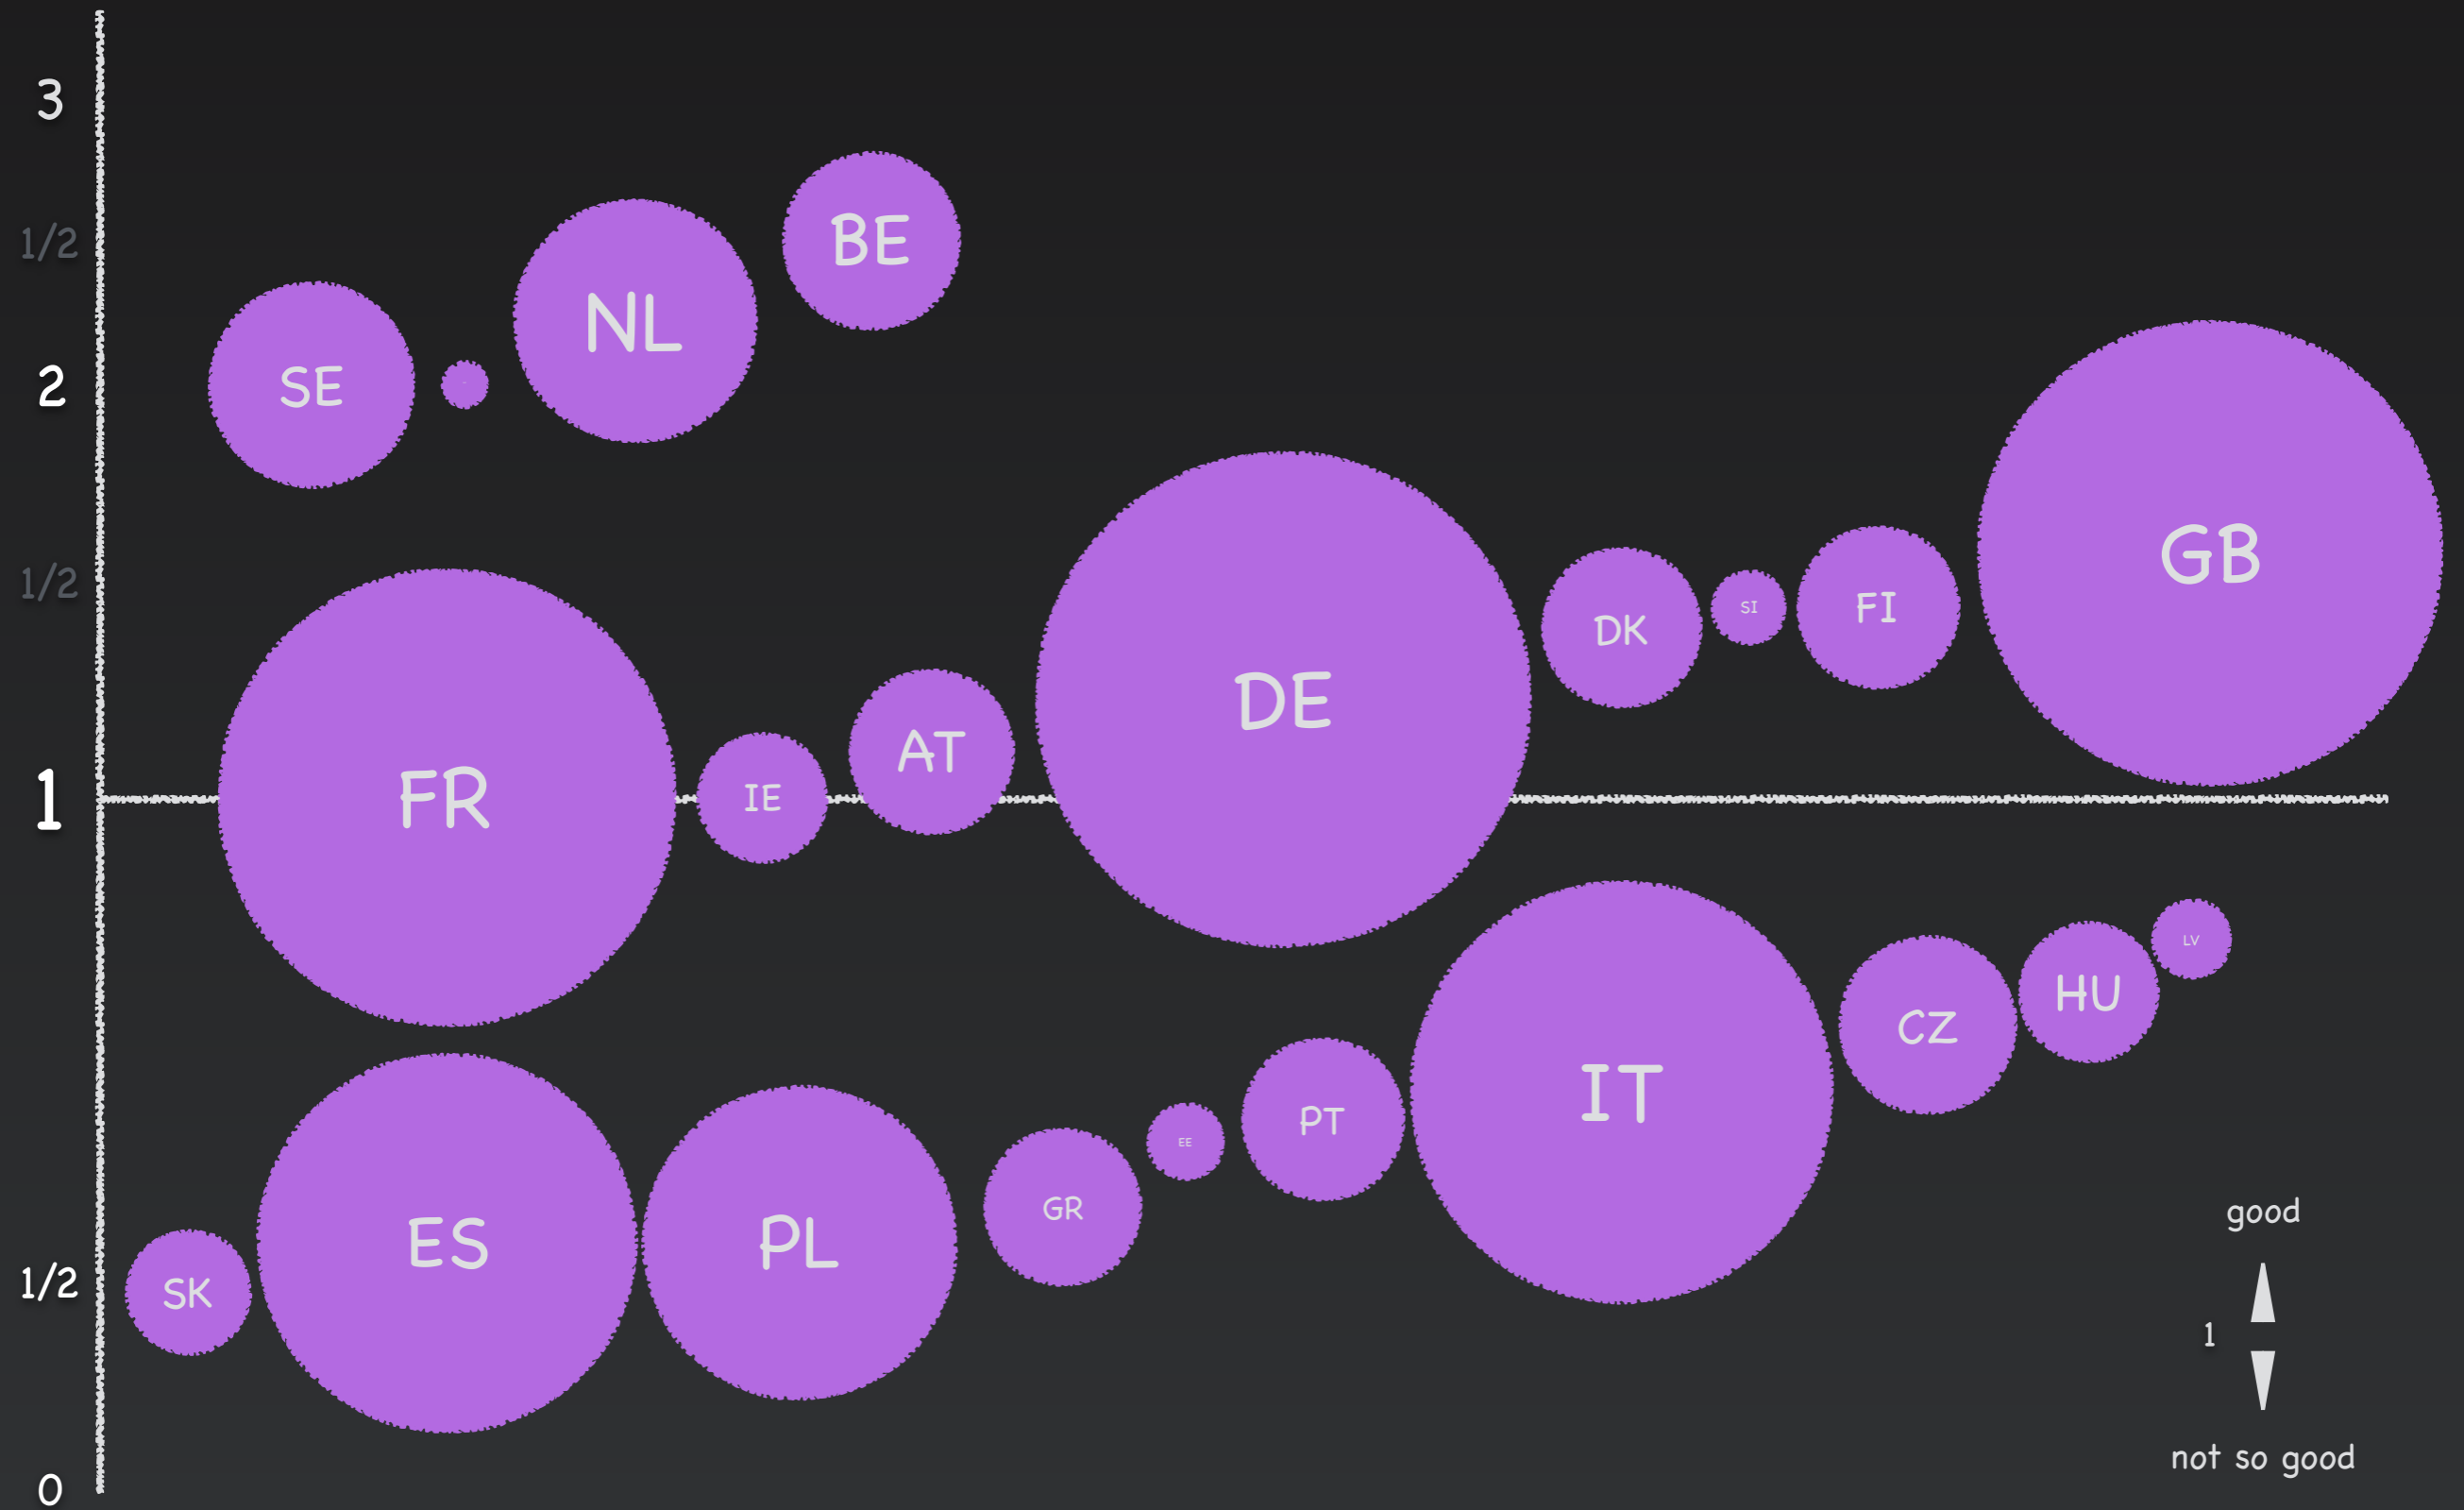 3
1/2
BE
NL
2
SE
1/2
GB
DK
SI
FI
DE
AT
1
FR
IE
LV
HU
CZ
IT
PT
EE
GR
ES
PL
1/2
SK
good
1
not so good
0